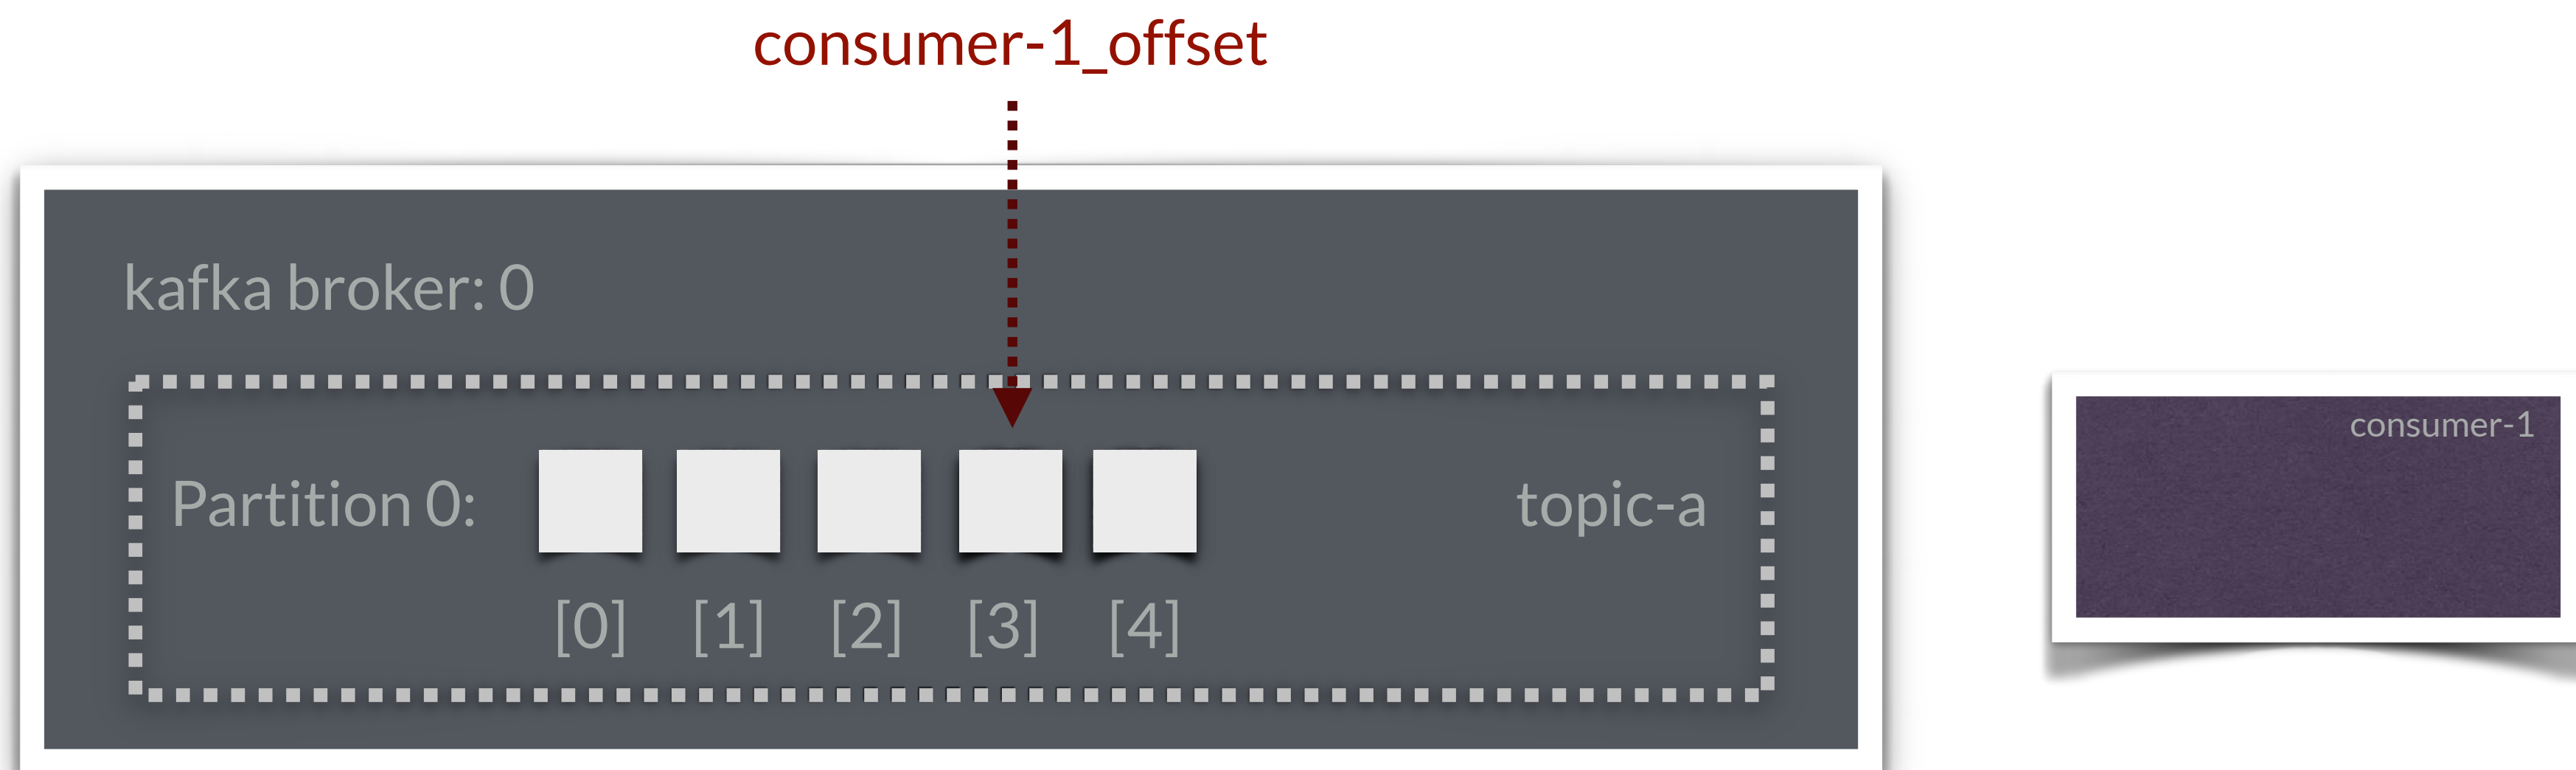 consumer-1_offset
kafka broker: 0
consumer-1
Partition 0:
topic-a
[0] [1] [2] [3] [4]